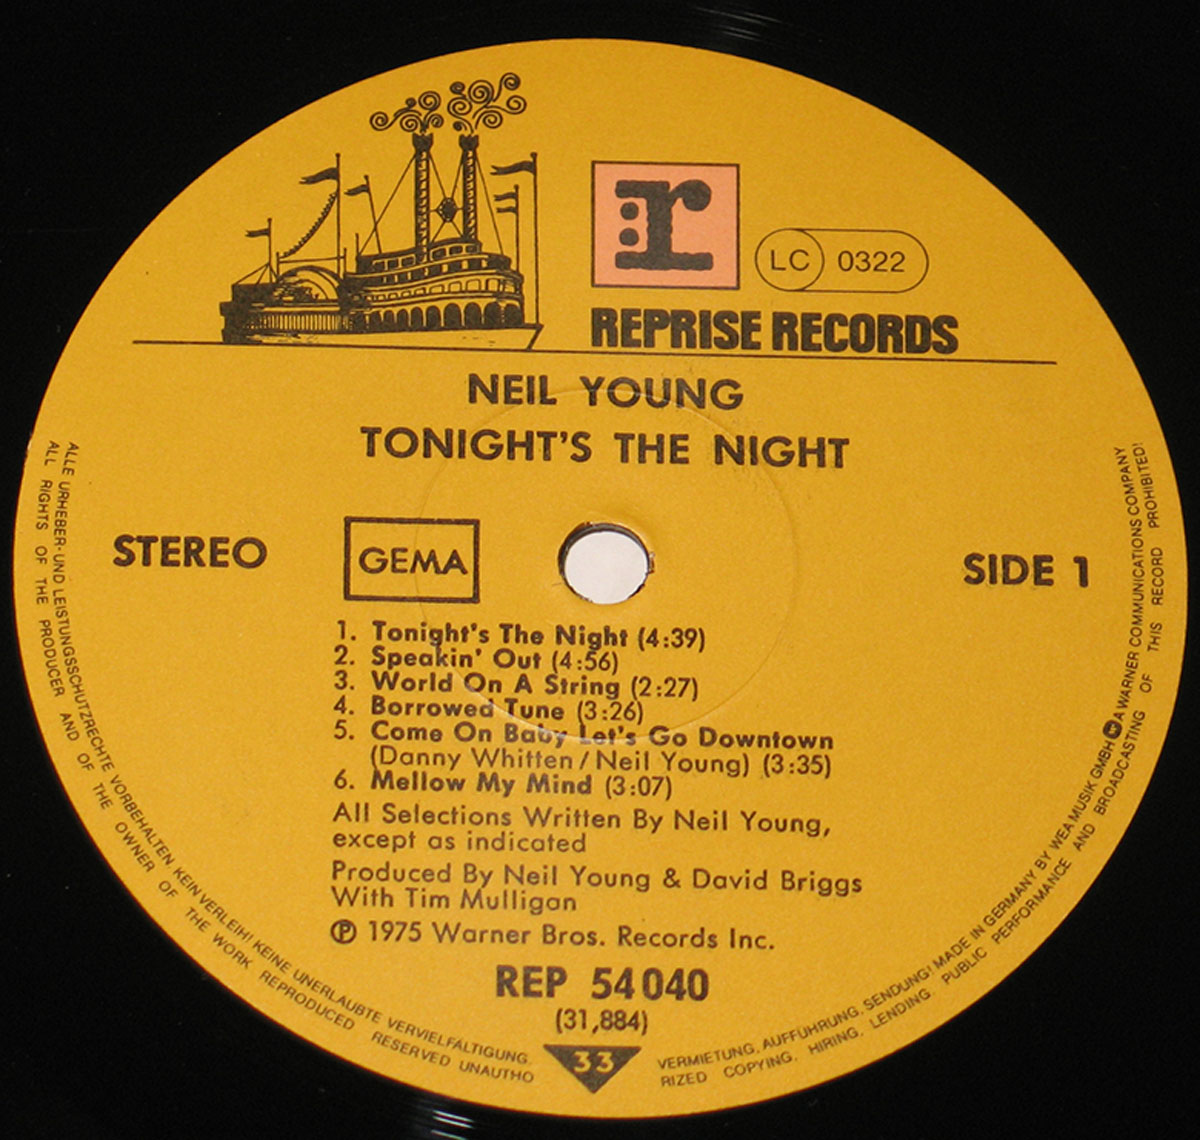 r
LC 0322
REPRISE RECORDS
NEIL YOUNG
TONIGHT'S THE NIGHT
STEREO
GEMA
SIDE 1
1. Tonight's The Night (4:39)
2. Speakin' Out (4:56)
3. World On A String (2:27)
4. Borrowed Tune (3:26)
5. Come On Baby Let's Go Downtown
(Danny Whitten/Neil Young) (3:35)
6. Mellow My Mind (3:07)
All Selections Written By Neil Young,
except as indicated
Produced By Neil Young & David Briggs
With Tim Mulligan
℗ 1975 Warner Bros. Records Inc.
REP 54 040
(31,884)
33
ALLE URHEBER- UND LEISTUNGSSCHUTZRECHTE VORBEHALTEN. KEIN VERLEIH! KEINE UNERLAUBTE VERVIELFÄLTIGUNG, VERMIETUNG, AUFFÜHRUNG, SENDUNG! MADE IN GERMANY BY WEA MUSIK GMBH W A WARNER COMMUNICATIONS COMPANY
ALL RIGHTS OF THE PRODUCER AND OF THE OWNER OF THE WORK REPRODUCED RESERVED UNAUTHORIZED COPYING, HIRING, LENDING PUBLIC PERFORMANCE AND BROADCASTING OF THIS RECORD PROHIBITED!